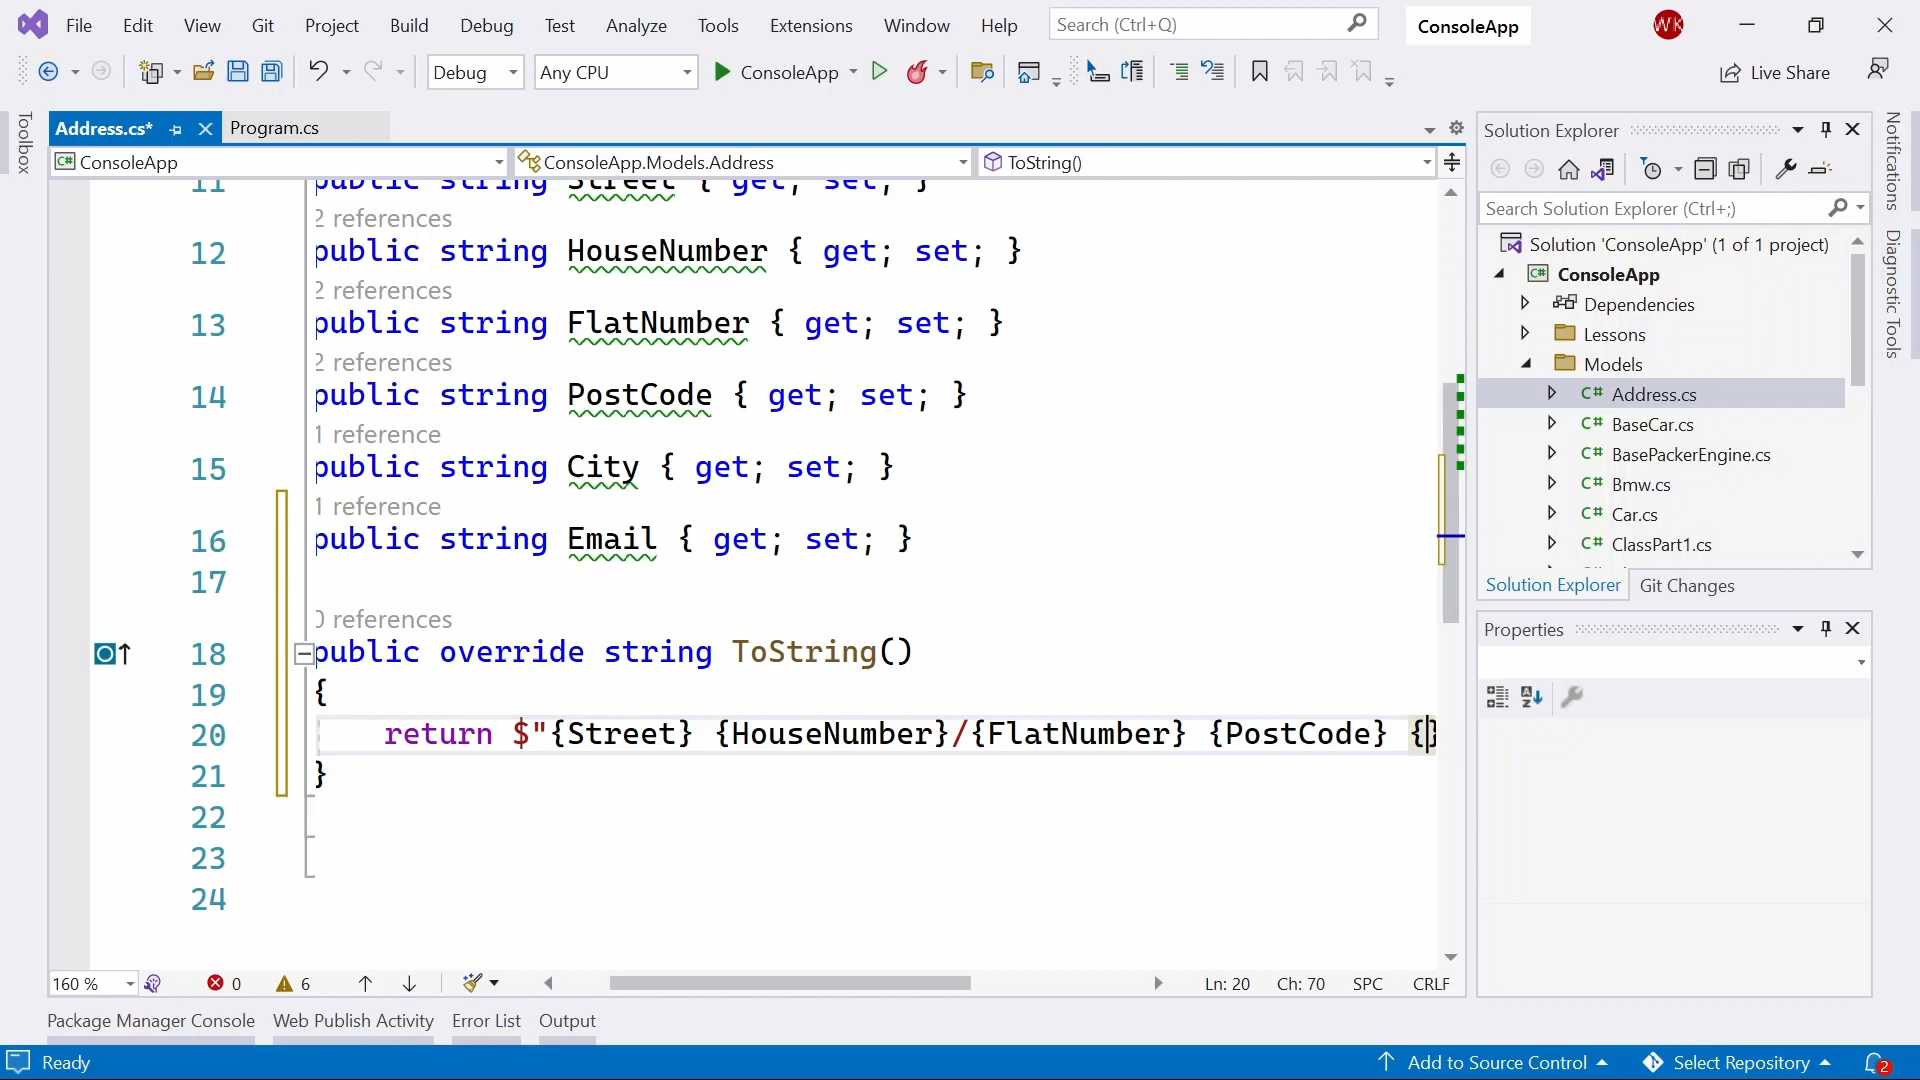 File Edit View Git Project Build Debug Test Analyze Tools Extensions Window Help Search (Ctrl+Q) ConsoleApp WK
Debug Any CPU ConsoleApp Live Share
Toolbox
Address.cs* Program.cs
ConsoleApp ConsoleApp.Models.Address ToString()
11 public string Street { get; set; }
2 references
12 public string HouseNumber { get; set; }
2 references
13 public string FlatNumber { get; set; }
2 references
14 public string PostCode { get; set; }
1 reference
15 public string City { get; set; }
1 reference
16 public string Email { get; set; }
17
0 references
18 public override string ToString()
19 {
20 return $"{Street} {HouseNumber}/{FlatNumber} {PostCode} {}
21 }
22
23
24
160 % 0 6 Ln: 20 Ch: 70 SPC CRLF
Package Manager Console Web Publish Activity Error List Output
Solution Explorer
Search Solution Explorer (Ctrl+;)
Solution 'ConsoleApp' (1 of 1 project)
C# ConsoleApp
Dependencies
Lessons
Models
C# Address.cs
C# BaseCar.cs
C# BasePackerEngine.cs
C# Bmw.cs
C# Car.cs
C# ClassPart1.cs
Solution Explorer Git Changes
Properties
Notifications
Diagnostic Tools
Ready Add to Source Control Select Repository 2